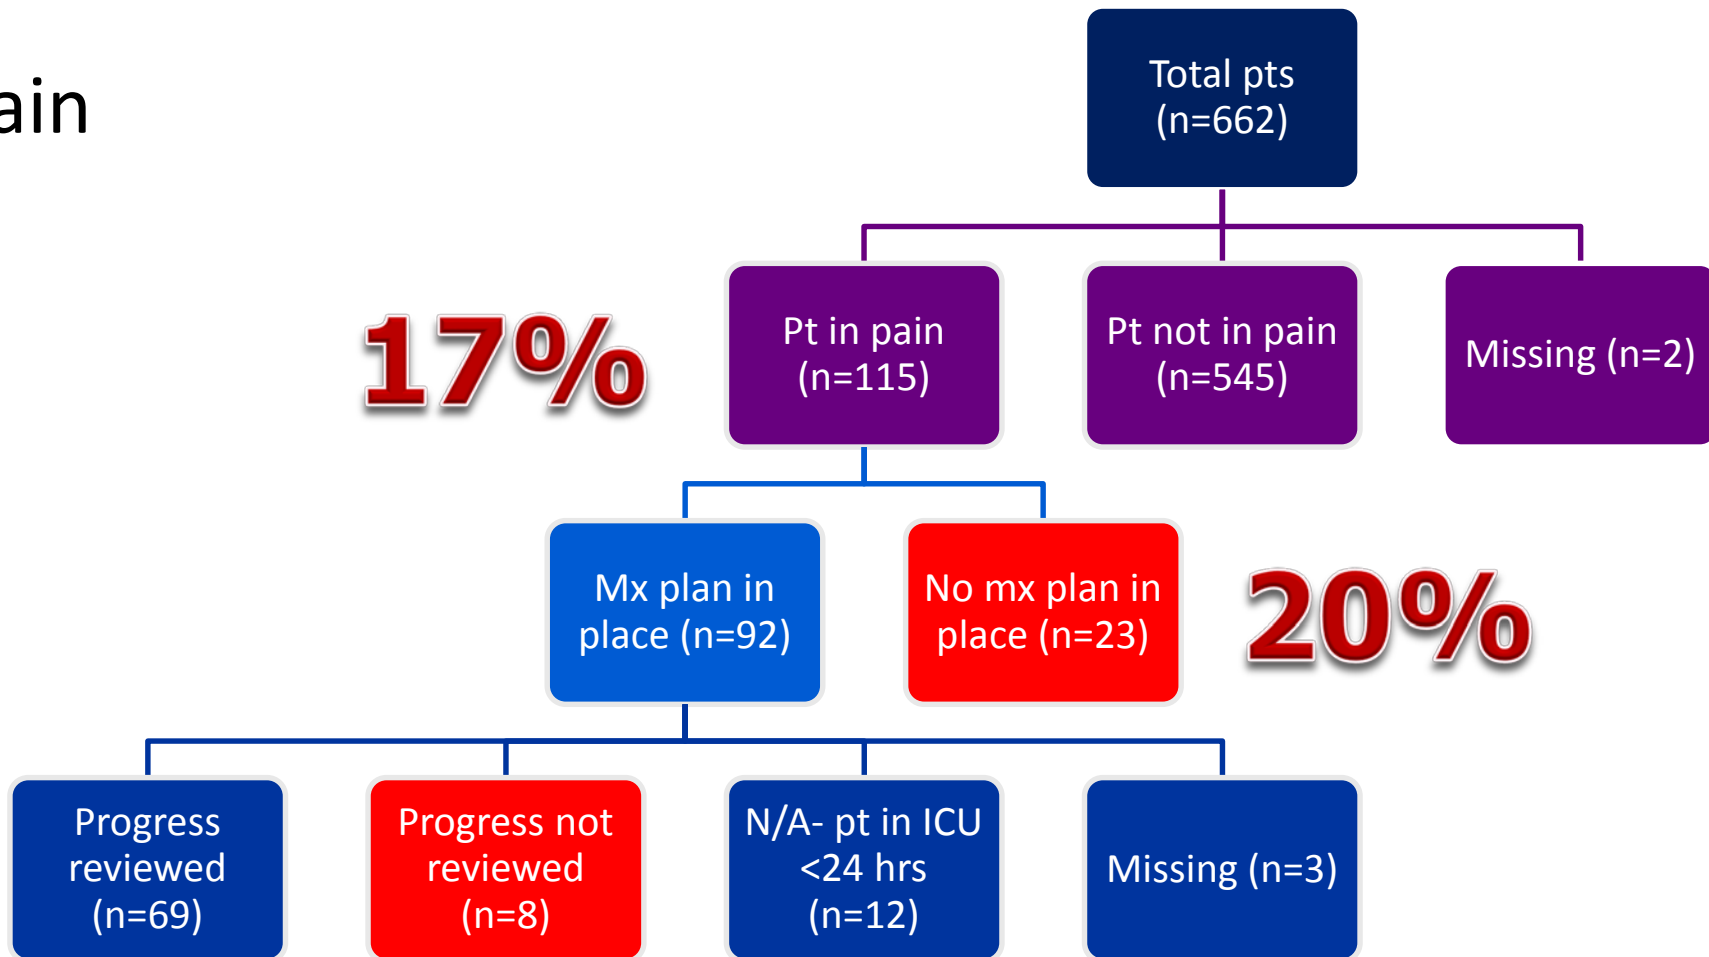 ain
Total pts
(n=662)
17%
Pt in pain
(n=115)
Pt not in pain
(n=545)
Missing (n=2)
Mx plan in
place (n=92)
No mx plan in
place (n=23)
20%
Progress
reviewed
(n=69)
Progress not
reviewed
(n=8)
N/A- pt in ICU
<24 hrs
(n=12)
Missing (n=3)